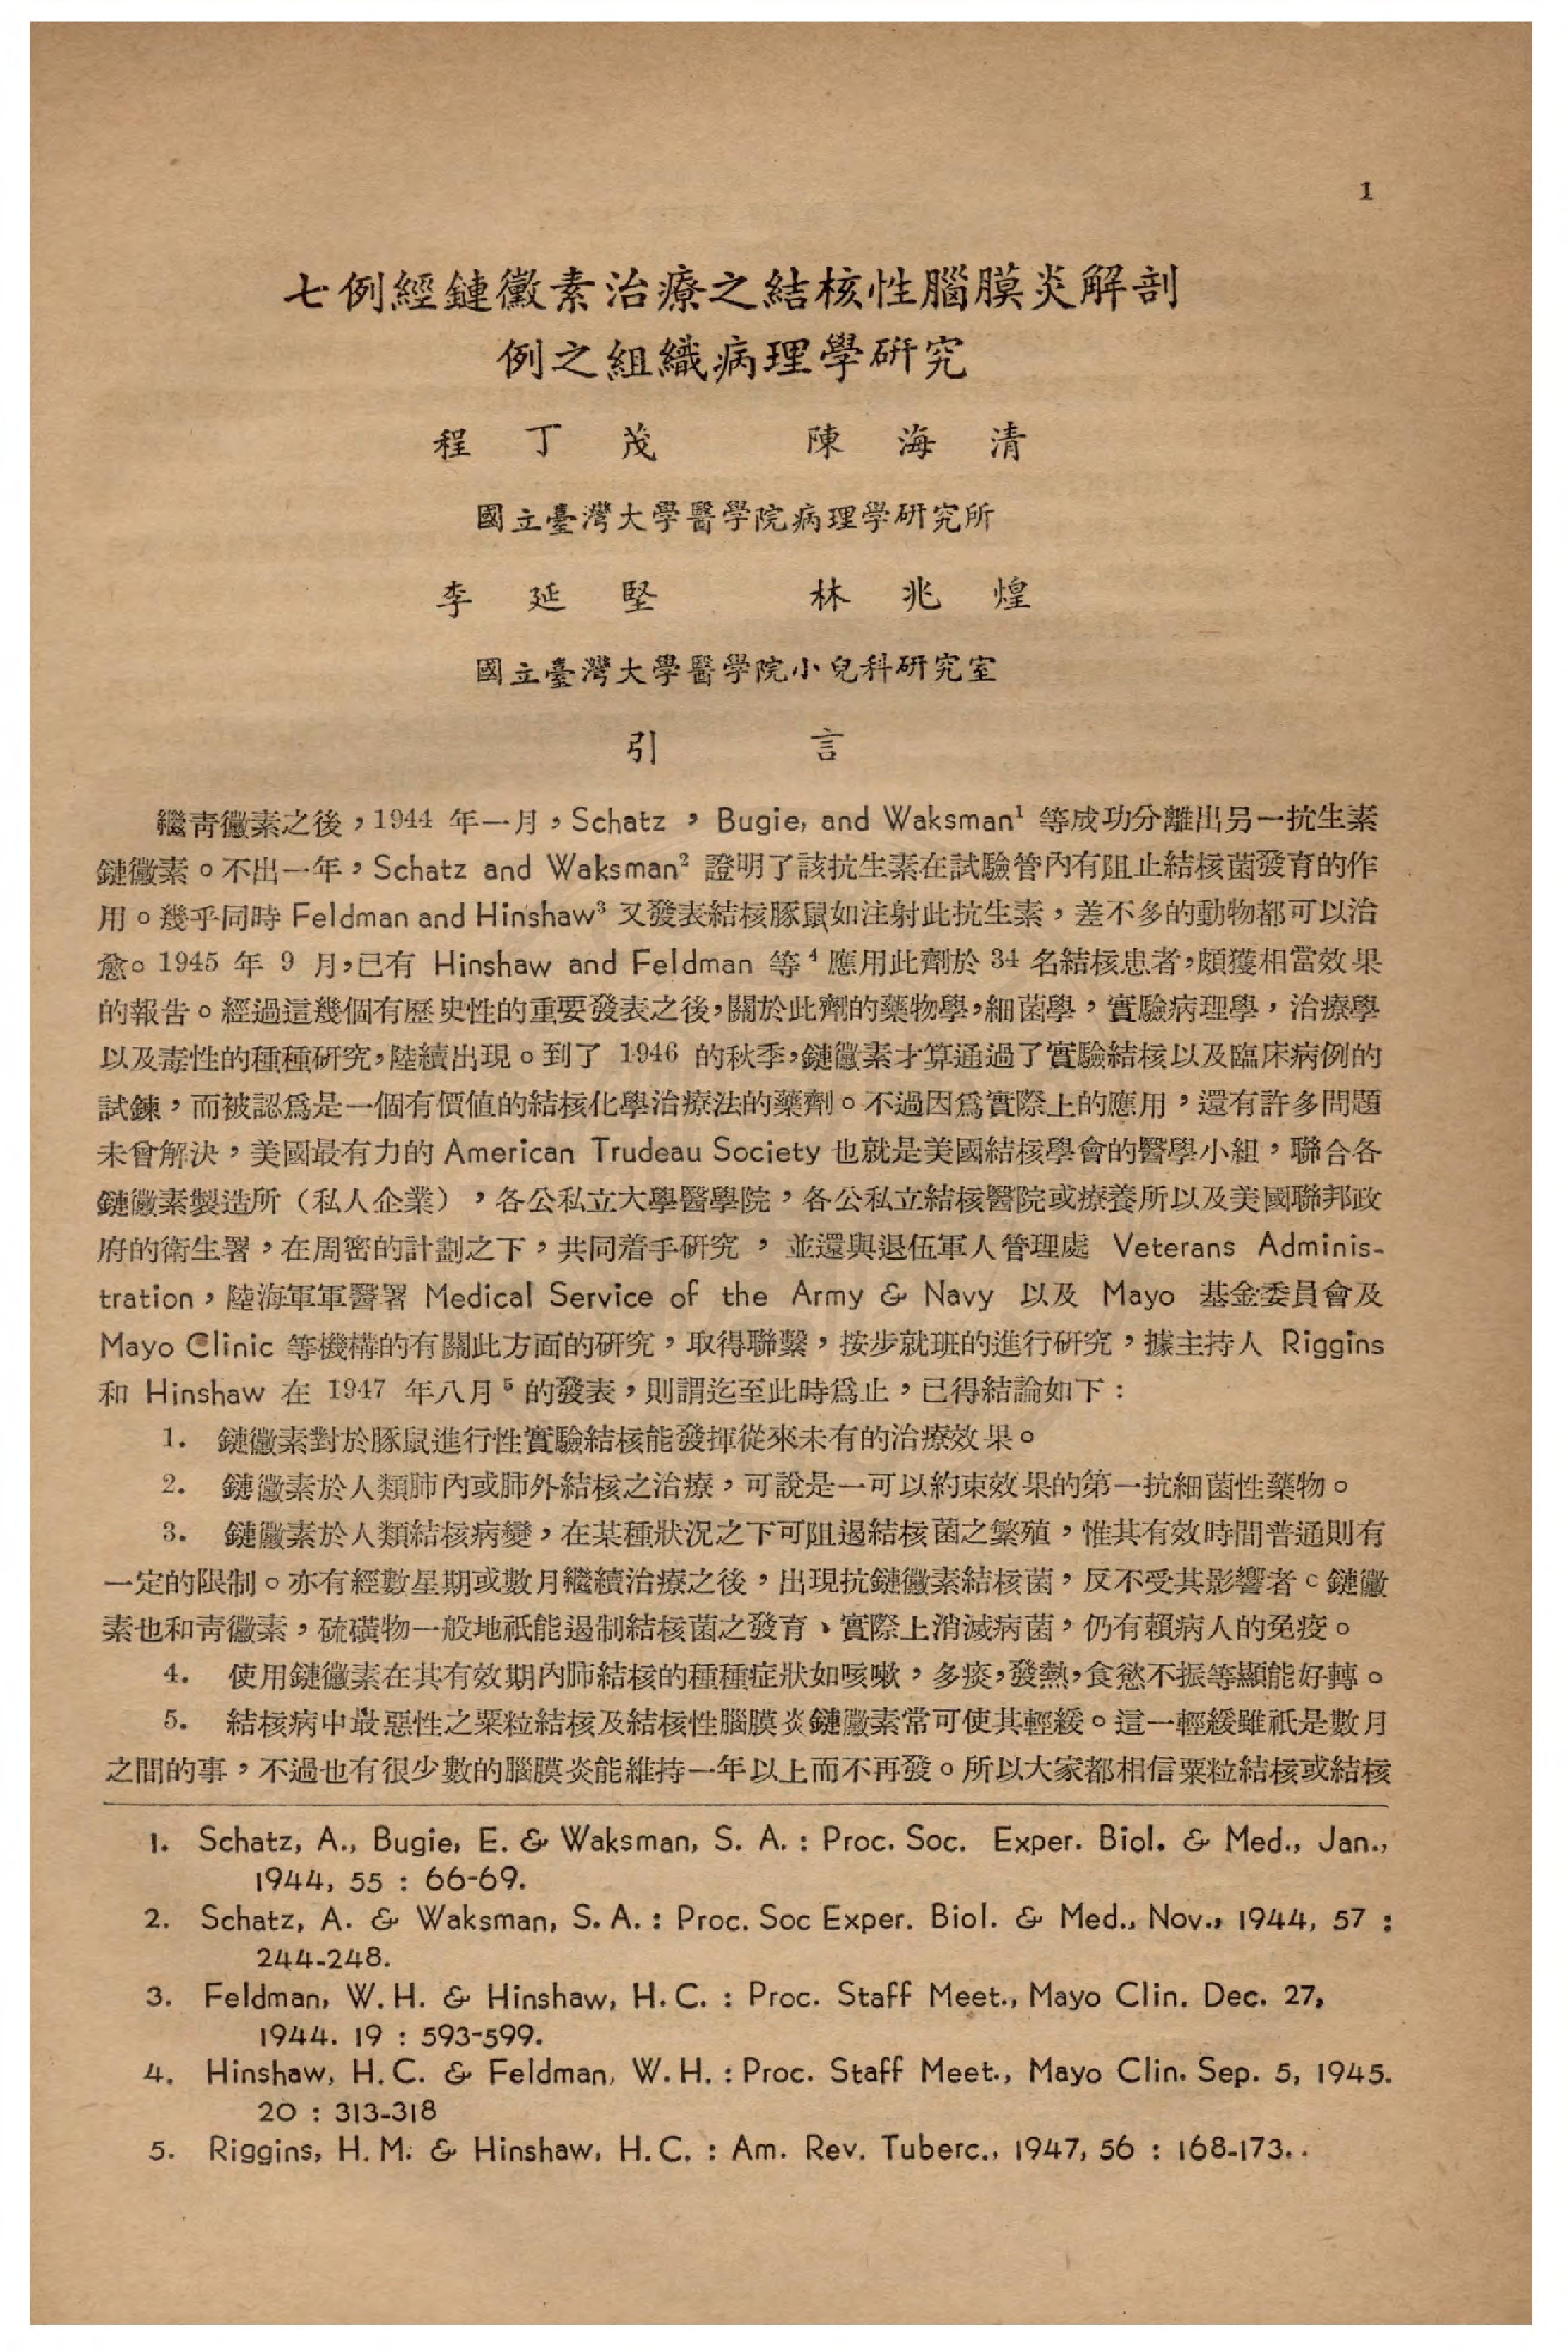 1
七例經鏈黴素治療之結核性腦膜炎解剖
例之組織病理學研究
程丁茂 陳海清
國立臺灣大學醫學院病理學研究所
李延堅 林兆煌
國立臺灣大學醫學院小兒科研究室
引言
繼靑黴素之後,1944 年一月,Schatz , Bugie, and Waksman¹ 等成功分離出另一抗生素
鏈黴素。不出一年,Schatz and Waksman² 證明了該抗生素在試驗管內有阻止結核菌發育的作
用。幾乎同時 Feldman and Hinshaw³ 又發表結核豚鼠如注射此抗生素,差不多的動物都可以治
愈。1945 年 9 月,已有 Hinshaw and Feldman 等⁴應用此劑於 34 名結核患者,頗獲相當效果
的報告。經過這幾個有歷史性的重要發表之後,關於此劑的藥物學,細菌學,實驗病理學,治療學
以及毒性的種種研究,陸續出現。到了 1946 的秋季,鏈黴素才算通過了實驗結核以及臨床病例的
試鍊,而被認爲是一個有價值的結核化學治療法的藥劑。不過因爲實際上的應用,還有許多問題
未曾解決,美國最有力的 American Trudeau Society 也就是美國結核學會的醫學小組,聯合各
鏈黴素製造所(私人企業),各公私立大學醫學院,各公私立結核醫院或療養所以及美國聯邦政
府的衛生署,在周密的計劃之下,共同着手研究,並還與退伍軍人管理處 Veterans Adminis-
tration,陸海軍軍醫署 Medical Service of the Army & Navy 以及 Mayo 基金委員會及
Mayo Clinic 等機構的有關此方面的研究,取得聯繫,按步就班的進行研究,據主持人 Riggins
和 Hinshaw 在 1947 年八月⁵的發表,則謂迄至此時爲止,已得結論如下:
1. 鏈黴素對於豚鼠進行性實驗結核能發揮從來未有的治療效果。
2. 鏈黴素於人類肺內或肺外結核之治療,可說是一可以約束效果的第一抗細菌性藥物。
3. 鏈黴素於人類結核病變,在某種狀況之下可阻遏結核菌之繁殖,惟其有效時間普通則有
一定的限制。亦有經數星期或數月繼續治療之後,出現抗鏈黴素結核菌,反不受其影響者。鏈黴
素也和靑黴素,硫磺物一般地祇能遏制結核菌之發育、實際上消滅病菌,仍有賴病人的免疫。
4. 使用鏈黴素在其有效期內肺結核的種種症狀如咳嗽,多痰,發熱,食慾不振等顯能好轉。
5. 結核病中最惡性之粟粒結核及結核性腦膜炎鏈黴素常可使其輕緩。這一輕緩雖祇是數月
之間的事,不過也有很少數的腦膜炎能維持一年以上而不再發。所以大家都相信粟粒結核或結核
1. Schatz, A., Bugie, E. & Waksman, S. A. : Proc. Soc. Exper. Biol. & Med., Jan.,
1944, 55 : 66-69.
2. Schatz, A. & Waksman, S. A. : Proc. Soc Exper. Biol. & Med., Nov., 1944, 57 :
244-248.
3. Feldman, W. H. & Hinshaw, H. C. : Proc. Staff Meet., Mayo Clin. Dec. 27,
1944. 19 : 593-599.
4. Hinshaw, H. C. & Feldman, W. H. : Proc. Staff Meet., Mayo Clin. Sep. 5, 1945.
20 : 313-318
5. Riggins, H. M. & Hinshaw, H. C. : Am. Rev. Tuberc., 1947, 56 : 168-173.